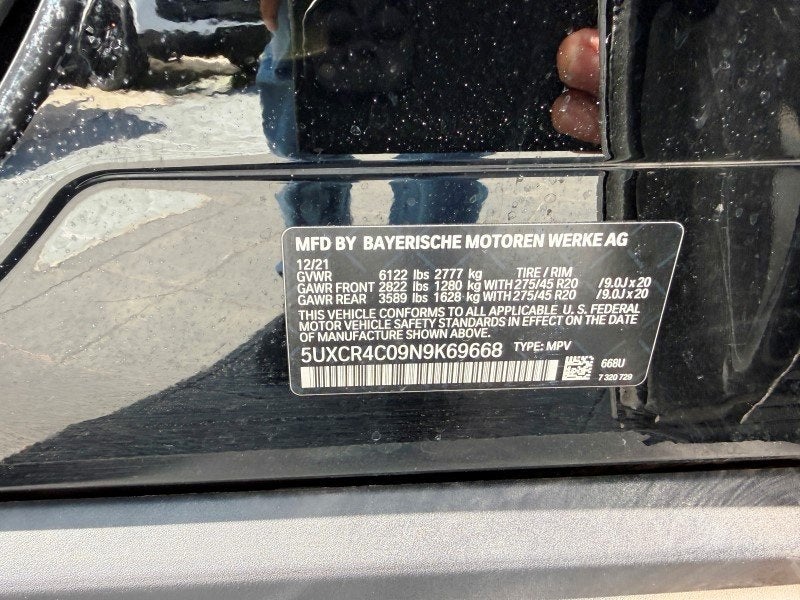 MFD BY BAYERISCHE MOTOREN WERKE AG
12/21
GVWR 6122 lbs 2777 kg TIRE / RIM
GAWR FRONT 2822 lbs 1280 kg WITH 275/45 R20 /9.0J x 20
GAWR REAR 3589 lbs 1628 kg WITH 275/45 R20 /9.0J x 20
THIS VEHICLE CONFORMS TO ALL APPLICABLE U.S. FEDERAL
MOTOR VEHICLE SAFETY STANDARDS IN EFFECT ON THE DATE
OF MANUFACTURE SHOWN ABOVE.
5UXCR4C09N9K69668 TYPE: MPV
668U
7 320 729